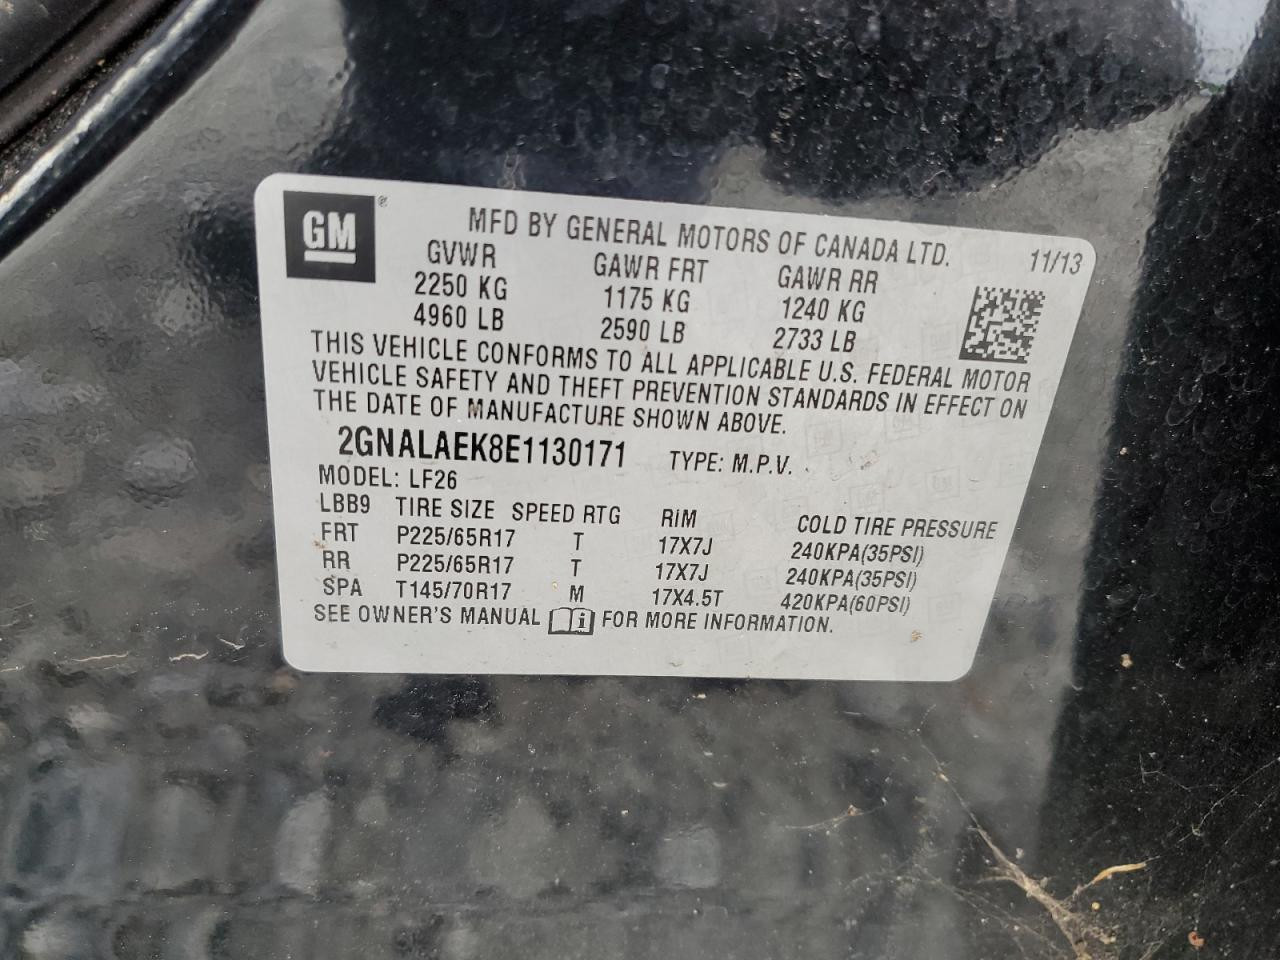 GM ®
MFD BY GENERAL MOTORS OF CANADA LTD. 11/13
GVWR GAWR FRT GAWR RR
2250 KG 1175 KG 1240 KG
4960 LB 2590 LB 2733 LB
THIS VEHICLE CONFORMS TO ALL APPLICABLE U.S. FEDERAL MOTOR
VEHICLE SAFETY AND THEFT PREVENTION STANDARDS IN EFFECT ON
THE DATE OF MANUFACTURE SHOWN ABOVE.
2GNALAEK8E1130171 TYPE: M.P.V.
MODEL: LF26
LBB9 TIRE SIZE SPEED RTG RIM COLD TIRE PRESSURE
FRT P225/65R17 T 17X7J 240KPA(35PSI)
RR P225/65R17 T 17X7J 240KPA(35PSI)
SPA T145/70R17 M 17X4.5T 420KPA(60PSI)
SEE OWNER'S MANUAL i FOR MORE INFORMATION.